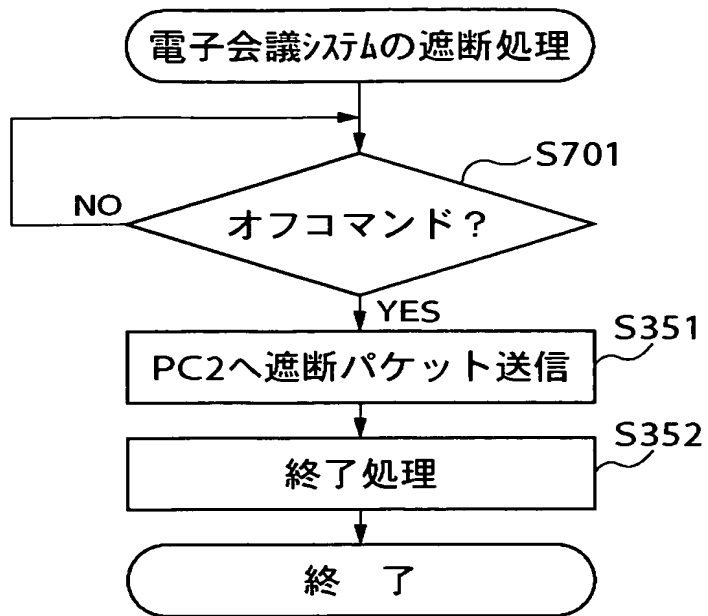 電子会議ｼｽﾃﾑの遮断処理
S701
NO
オフコマンド？
YES
S351
PC2へ遮断パケット送信
S352
終了処理
終 了